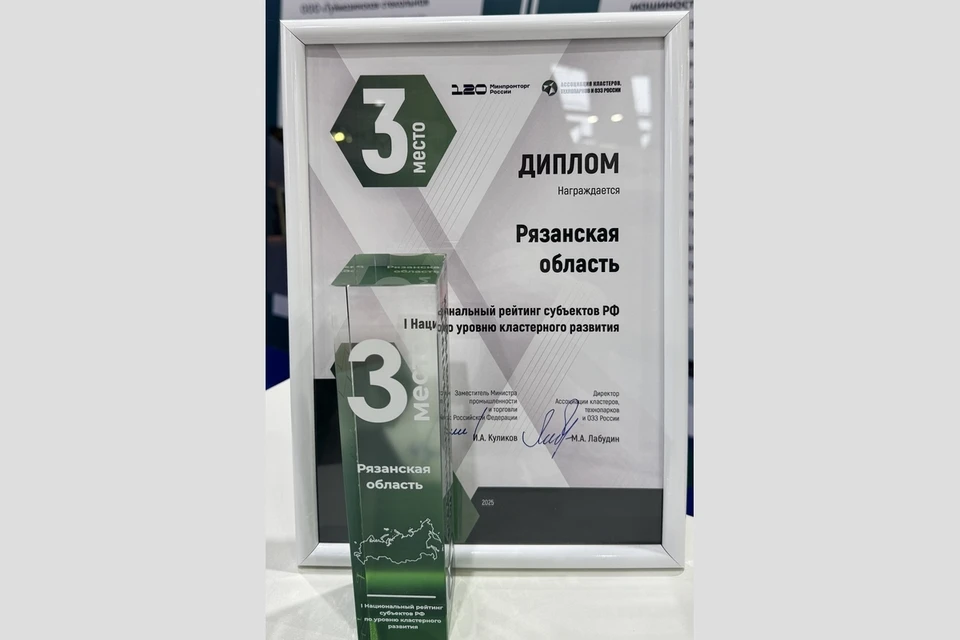 3
место
120 Минпромторг
России
АССОЦИАЦИЯ КЛАСТЕРОВ,
ТЕХНОПАРКОВ И ОЭЗ РОССИИ
ДИПЛОМ
Награждается
Рязанская
область
I Наци нальный рейтинг субъектов РФ
по уровню кластерного развития
Заместитель Министра
промышленности
и торговли
Российской Федерации
И.А. Куликов
Директор
Ассоциации кластеров,
технопарков
и ОЭЗ России
М.А. Лабудин
2025
3
место
Рязанская
область
I Национальный рейтинг
субъектов РФ
по уровню кластерного
развития